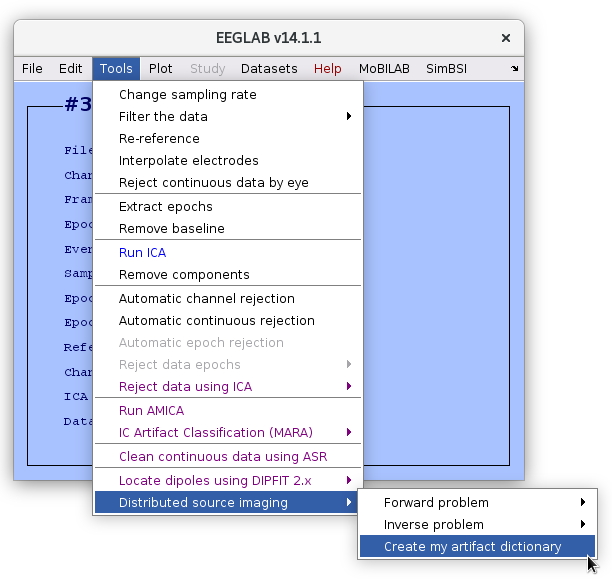 EEGLAB v14.1.1
File Edit Tools Plot Study Datasets Help MoBILAB SimBSI
#3
Change sampling rate
Filter the data
Re-reference
Interpolate electrodes
Reject continuous data by eye
Extract epochs
Remove baseline
Run ICA
Remove components
Automatic channel rejection
Automatic continuous rejection
Automatic epoch rejection
Reject data epochs
Reject data using ICA
Run AMICA
IC Artifact Classification (MARA)
Clean continuous data using ASR
Locate dipoles using DIPFIT 2.x
Distributed source imaging
File
Chan
Fram
Epoc
Even
Samp
Epoc
Epoc
Refe
Chan
ICA
Data
Forward problem
Inverse problem
Create my artifact dictionary